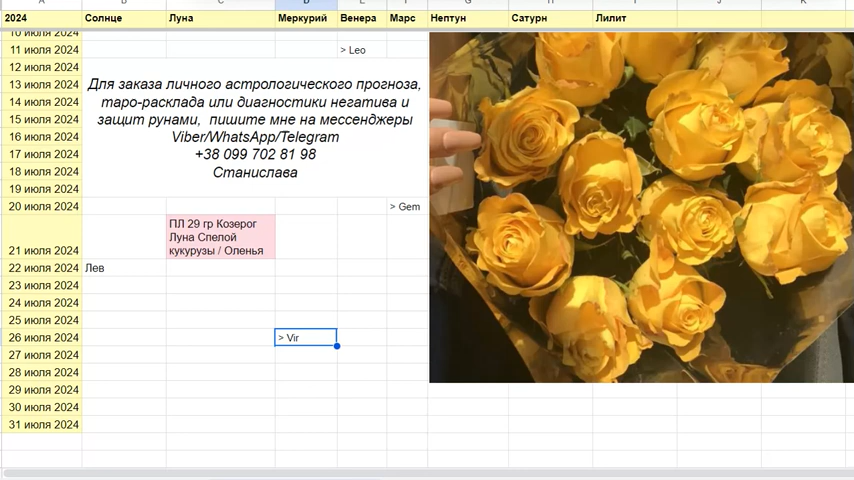 2024 Солнце Луна Меркурий Венера Марс Нептун Сатурн Лилит
10 июля 2024
11 июля 2024 > Leo
12 июля 2024
13 июля 2024
14 июля 2024
15 июля 2024
16 июля 2024
17 июля 2024
18 июля 2024
19 июля 2024
Для заказа личного астрологического прогноза,
таро-расклада или диагностики негатива и
защит рунами, пишите мне на мессенджеры
Viber/WhatsApp/Telegram
+38 099 702 81 98
Станислава
20 июля 2024 > Gem
ПЛ 29 гр Козерог
Луна Спелой
кукурузы / Оленья
21 июля 2024
22 июля 2024 Лев
23 июля 2024
24 июля 2024
25 июля 2024
26 июля 2024 > Vir
27 июля 2024
28 июля 2024
29 июля 2024
30 июля 2024
31 июля 2024